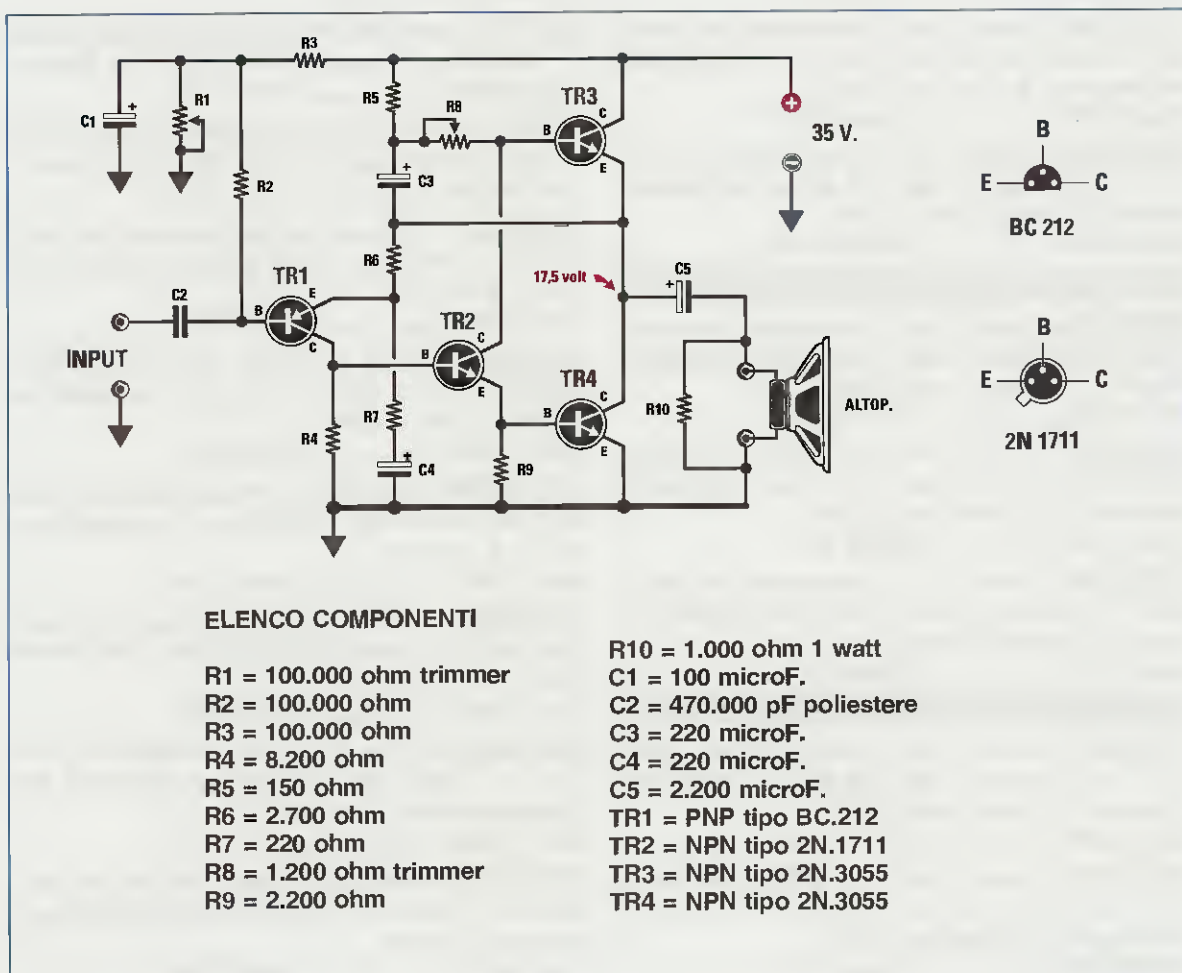 R3
C1
+
R1
R2
R5
R8
TR3
B
C
E
+
C3
35 V.
B
E
C
BC 212
R6
17,5 volt
C5
+
TR1
C2
B
E
C
INPUT
TR2
B
C
E
TR4
B
C
E
R4
R7
+
C4
R9
R10
ALTOP.
B
E
C
2N 1711
ELENCO COMPONENTI
R1 = 100.000 ohm trimmer
R2 = 100.000 ohm
R3 = 100.000 ohm
R4 = 8.200 ohm
R5 = 150 ohm
R6 = 2.700 ohm
R7 = 220 ohm
R8 = 1.200 ohm trimmer
R9 = 2.200 ohm
R10 = 1.000 ohm 1 watt
C1 = 100 microF.
C2 = 470.000 pF poliestere
C3 = 220 microF.
C4 = 220 microF.
C5 = 2.200 microF.
TR1 = PNP tipo BC.212
TR2 = NPN tipo 2N.1711
TR3 = NPN tipo 2N.3055
TR4 = NPN tipo 2N.3055